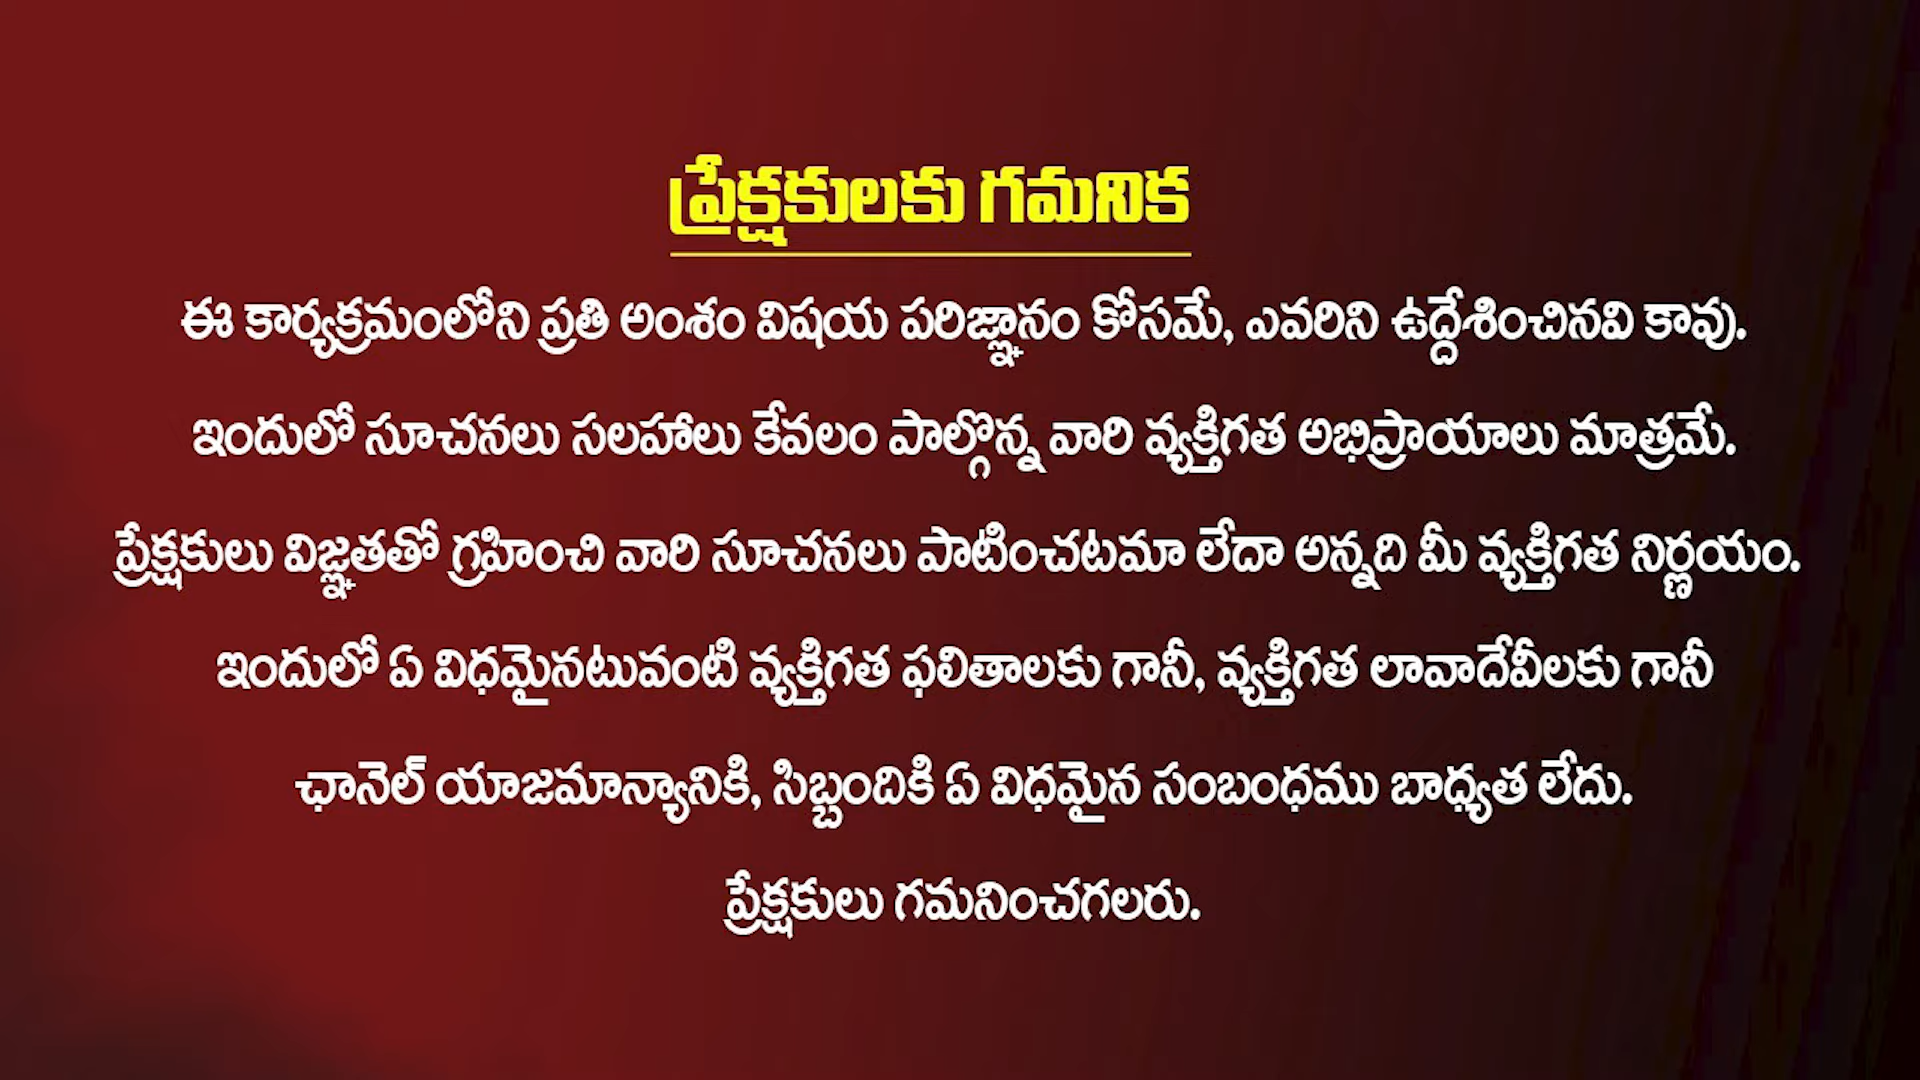 ప్రేక్షకులకు గమనిక
ఈ కార్యక్రమంలోని ప్రతి అంశం విషయ పరిజ్ఞానం కోసమే, ఎవరిని ఉద్దేశించినవి కావు.
ఇందులో సూచనలు సలహాలు కేవలం పాల్గొన్న వారి వ్యక్తిగత అభిప్రాయాలు మాత్రమే.
ప్రేక్షకులు విజ్ఞతతో గ్రహించి వారి సూచనలు పాటించటమా లేదా అన్నది మీ వ్యక్తిగత నిర్ణయం.
ఇందులో ఏ విధమైనటువంటి వ్యక్తిగత ఫలితాలకు గానీ, వ్యక్తిగత లావాదేవీలకు గానీ
ఛానెల్ యాజమాన్యానికి, సిబ్బందికి ఏ విధమైన సంబంధము బాధ్యత లేదు.
ప్రేక్షకులు గమనించగలరు.